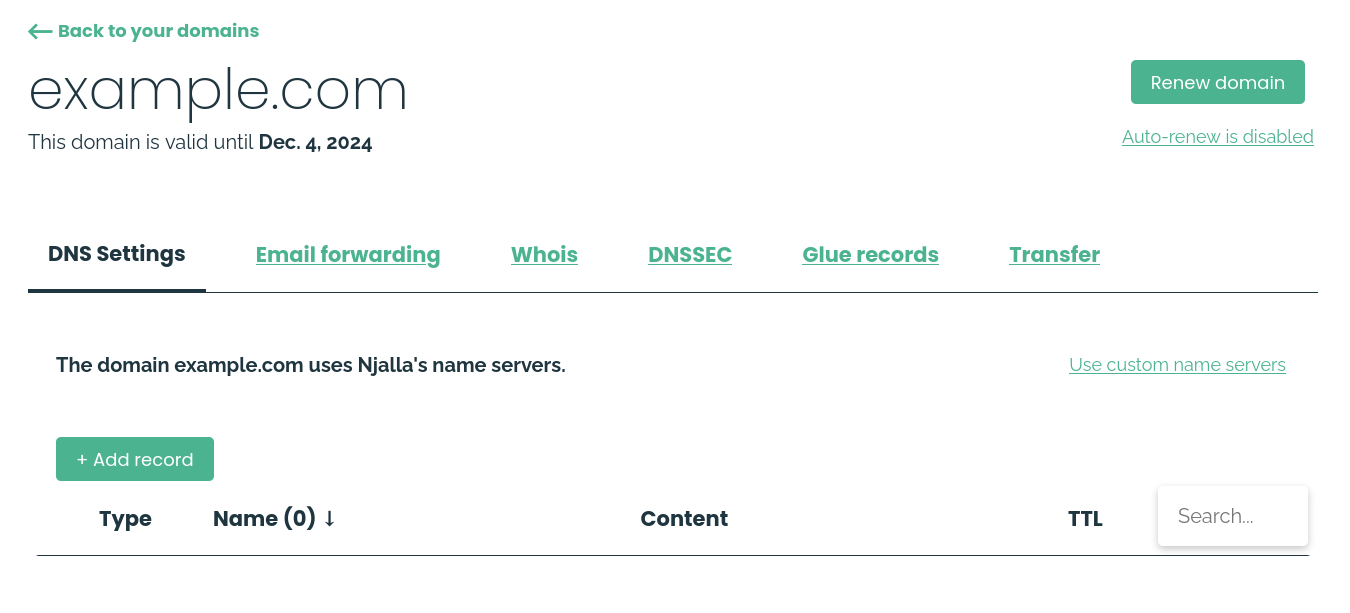 ← Back to your domains
example.com
Renew domain
This domain is valid until Dec. 4, 2024
Auto-renew is disabled
DNS Settings Email forwarding Whois DNSSEC Glue records Transfer
The domain example.com uses Njalla's name servers.
Use custom name servers
+ Add record
Type Name (0) ↓ Content TTL Search...